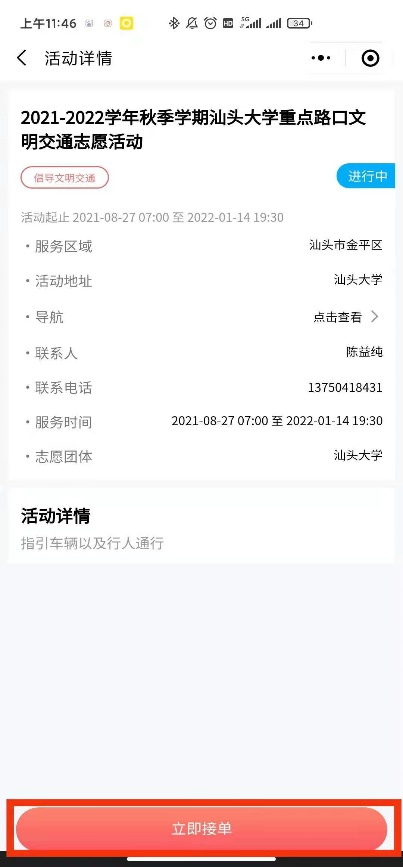 上午11:46
HD
5G
34
活动详情
2021-2022学年秋季学期汕头大学重点路口文
明交通志愿活动
倡导文明交通
进行中
活动起止 2021-08-27 07:00 至 2022-01-14 19:30
·服务区域 汕头市金平区
·活动地址 汕头大学
·导航 点击查看
·联系人 陈益纯
·联系电话 13750418431
·服务时间 2021-08-27 07:00 至 2022-01-14 19:30
·志愿团体 汕头大学
活动详情
指引车辆以及行人通行
立即接单